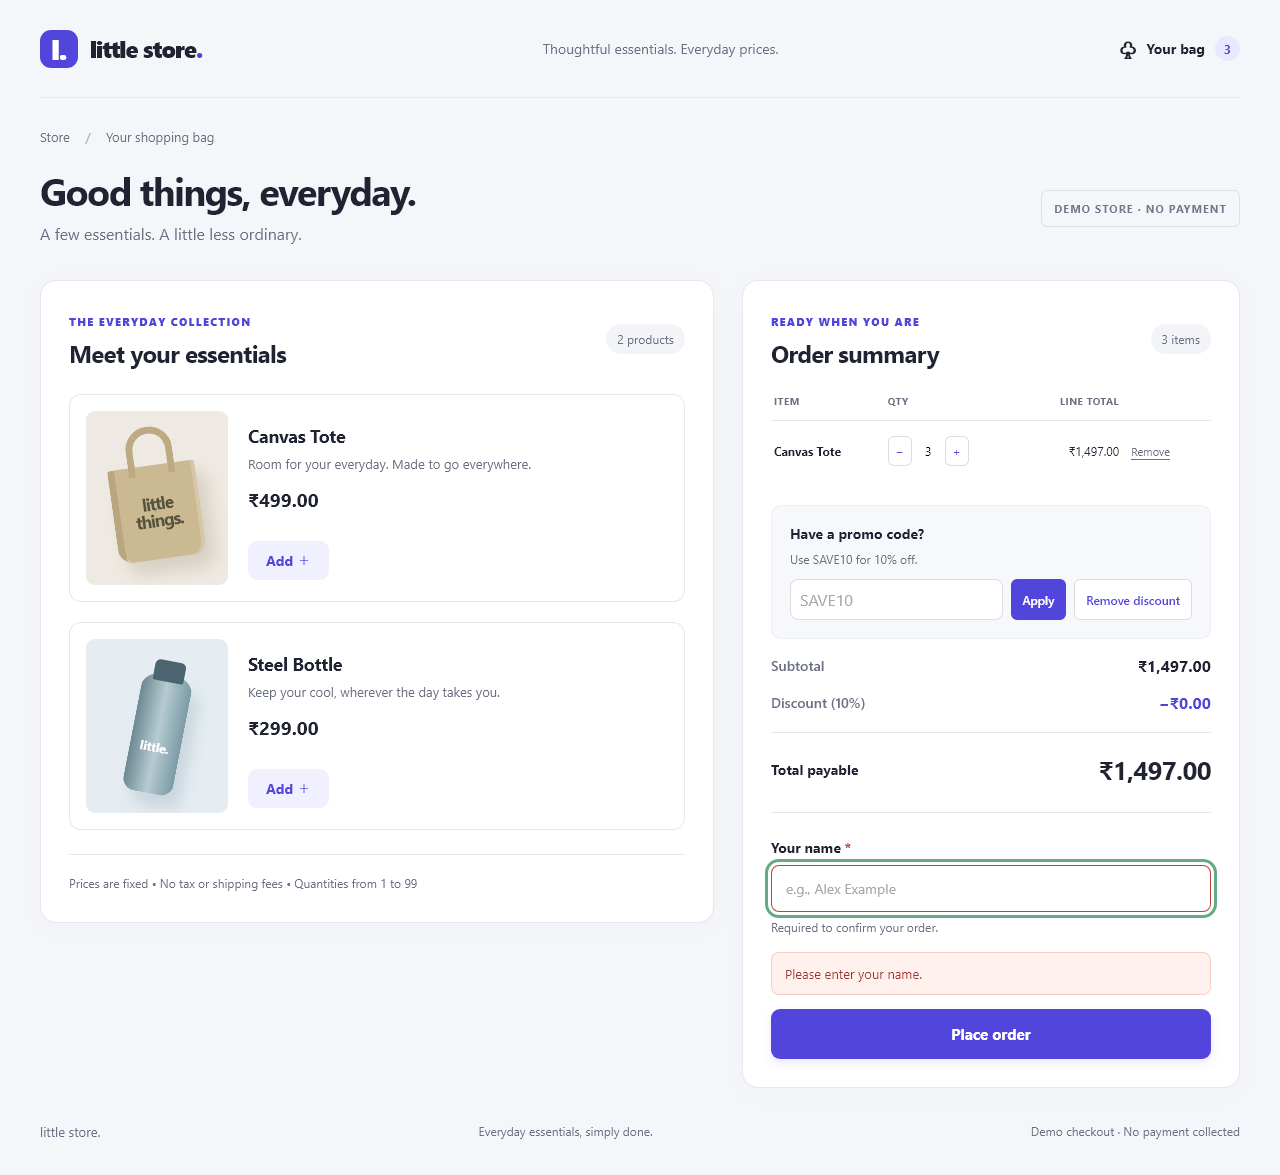 l. little store.
Thoughtful essentials. Everyday prices.
Your bag 3
Store / Your shopping bag
Good things, everyday.
A few essentials. A little less ordinary.
DEMO STORE · NO PAYMENT
THE EVERYDAY COLLECTION
Meet your essentials
2 products
little
things.
Canvas Tote
Room for your everyday. Made to go everywhere.
₹499.00
Add +
little.
Steel Bottle
Keep your cool, wherever the day takes you.
₹299.00
Add +
Prices are fixed • No tax or shipping fees • Quantities from 1 to 99
READY WHEN YOU ARE
Order summary
3 items
ITEM QTY LINE TOTAL
Canvas Tote − 3 + ₹1,497.00 Remove
Have a promo code?
Use SAVE10 for 10% off.
SAVE10 Apply Remove discount
Subtotal ₹1,497.00
Discount (10%) −₹0.00
Total payable ₹1,497.00
Your name *
e.g., Alex Example
Required to confirm your order.
Please enter your name.
Place order
little store.
Everyday essentials, simply done.
Demo checkout · No payment collected